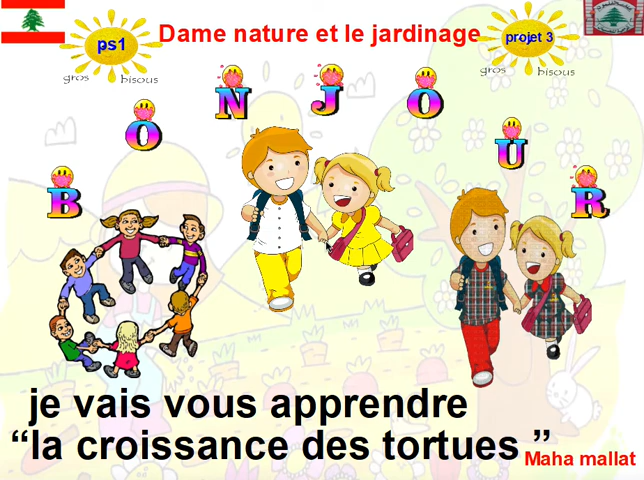 Dame nature et le jardinage
ps1
projet 3
gros bisous
gros bisous
BONJOUR
je vais vous apprendre
“la croissance des tortues ”
Maha mallat